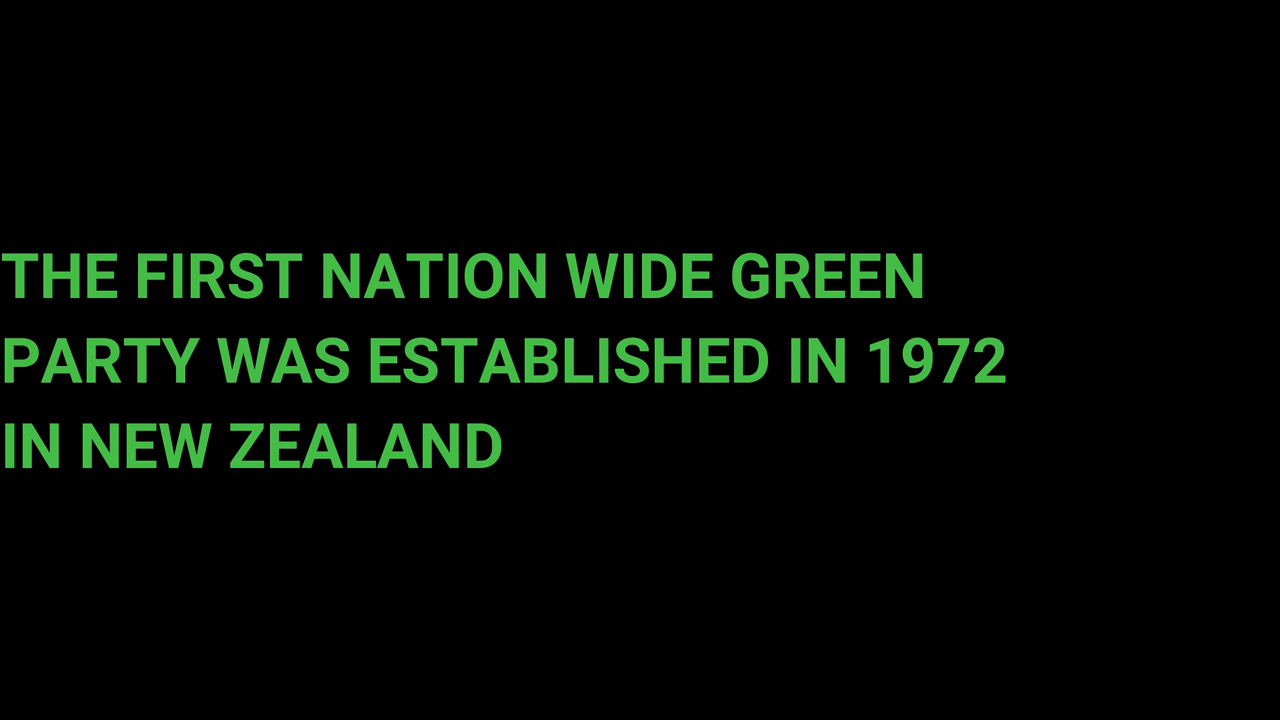 THE FIRST NATION WIDE GREEN
PARTY WAS ESTABLISHED IN 1972
IN NEW ZEALAND